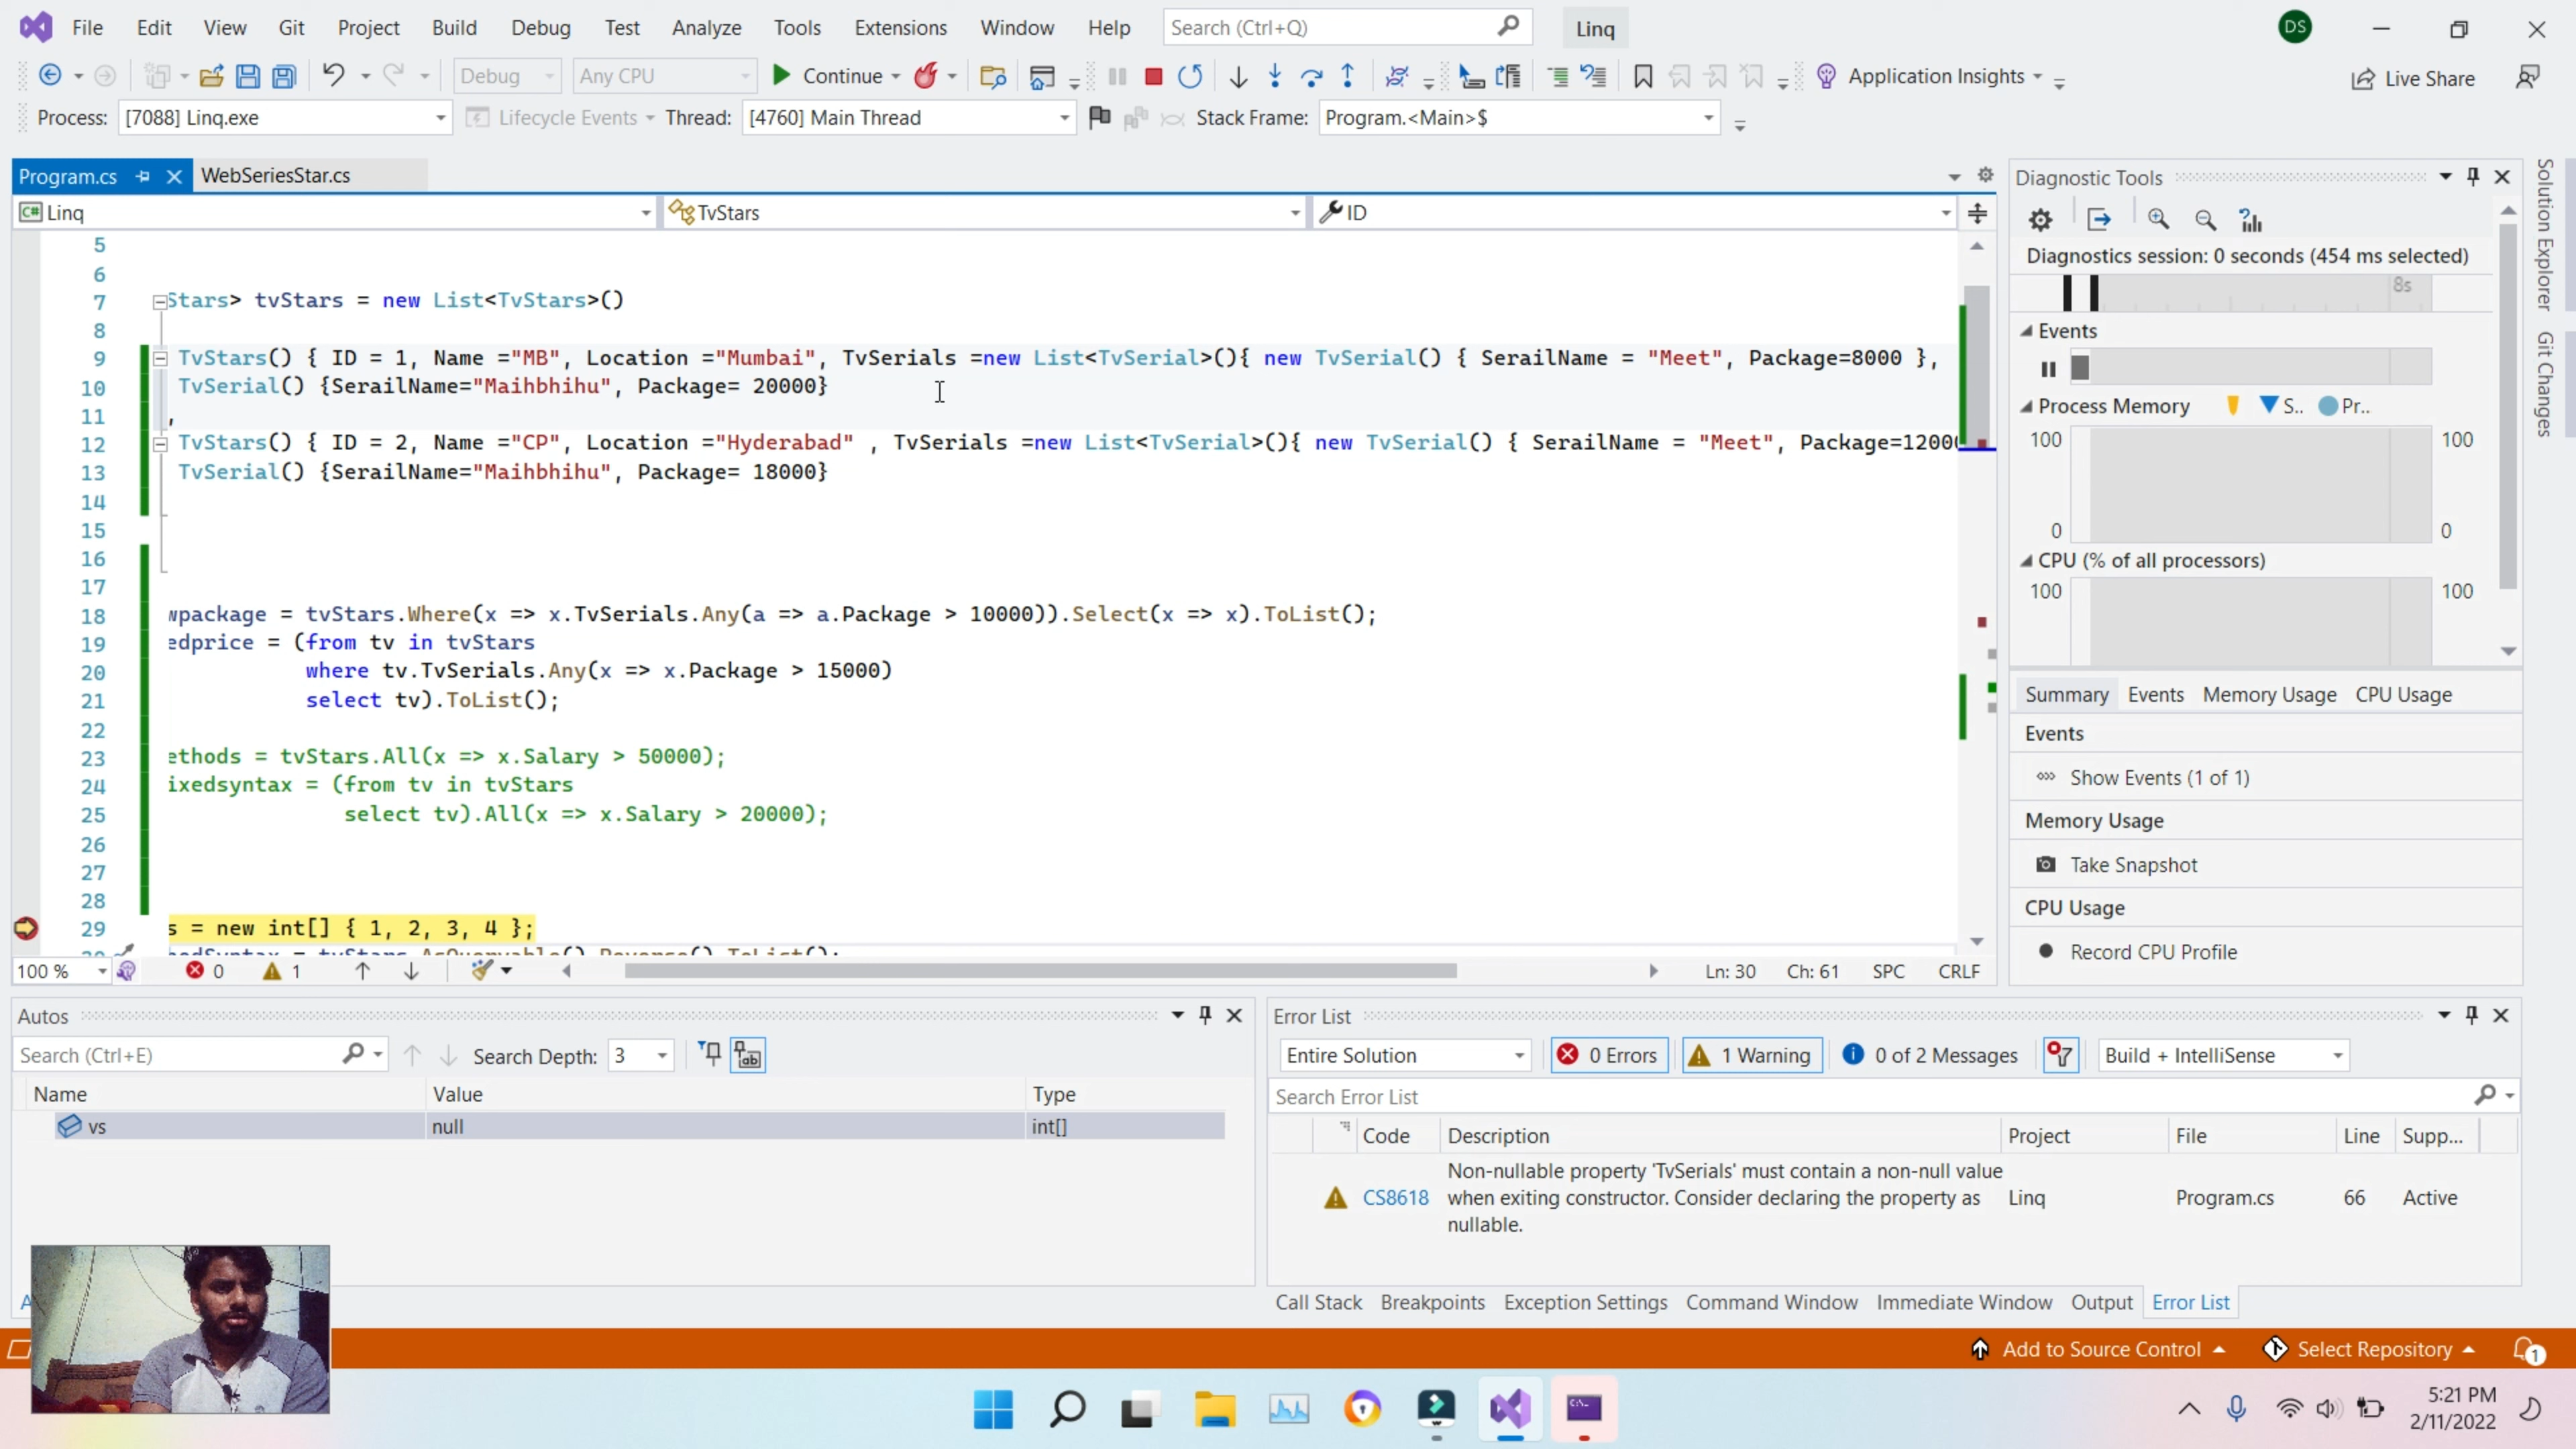 File Edit View Git Project Build Debug Test Analyze Tools Extensions Window Help Search (Ctrl+Q) Linq DS
Debug Any CPU Continue Application Insights Live Share
Process: [7088] Linq.exe Lifecycle Events Thread: [4760] Main Thread Stack Frame: Program.<Main>$
Program.cs WebSeriesStar.cs
C# Linq TvStars ID
5
6
7 Stars> tvStars = new List<TvStars>()
8
9 TvStars() { ID = 1, Name ="MB", Location ="Mumbai", TvSerials =new List<TvSerial>(){ new TvSerial() { SerailName = "Meet", Package=8000 },
10 TvSerial() {SerailName="Maihbhihu", Package= 20000}
11 ,
12 TvStars() { ID = 2, Name ="CP", Location ="Hyderabad" , TvSerials =new List<TvSerial>(){ new TvSerial() { SerailName = "Meet", Package=12000
13 TvSerial() {SerailName="Maihbhihu", Package= 18000}
14
15
16
17
18 wpackage = tvStars.Where(x => x.TvSerials.Any(a => a.Package > 10000)).Select(x => x).ToList();
19 edprice = (from tv in tvStars
20 where tv.TvSerials.Any(x => x.Package > 15000)
21 select tv).ToList();
22
23 ethods = tvStars.All(x => x.Salary > 50000);
24 ixedsyntax = (from tv in tvStars
25 select tv).All(x => x.Salary > 20000);
26
27
28
29 s = new int[] { 1, 2, 3, 4 };
100 % 0 1 Ln: 30 Ch: 61 SPC CRLF
Diagnostic Tools
Diagnostics session: 0 seconds (454 ms selected)
8s
Events
Process Memory S.. Pr..
100 100
0 0
CPU (% of all processors)
100 100
Summary Events Memory Usage CPU Usage
Events
Show Events (1 of 1)
Memory Usage
Take Snapshot
CPU Usage
Record CPU Profile
Solution Explorer
Git Changes
Autos
Search (Ctrl+E) Search Depth: 3
Name Value Type
vs null int[]
Error List
Entire Solution 0 Errors 1 Warning 0 of 2 Messages Build + IntelliSense
Search Error List
Code Description Project File Line Supp...
CS8618 Non-nullable property 'TvSerials' must contain a non-null value
when exiting constructor. Consider declaring the property as Linq Program.cs 66 Active
nullable.
Call Stack Breakpoints Exception Settings Command Window Immediate Window Output Error List
Add to Source Control Select Repository 1
5:21 PM
2/11/2022